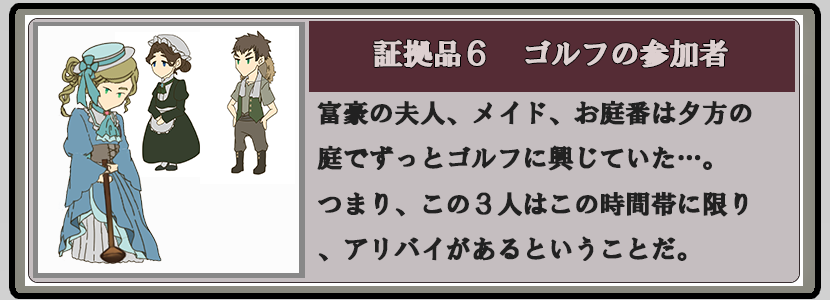 証拠品６　ゴルフの参加者
富豪の夫人、メイド、お庭番は夕方の
庭でずっとゴルフに興じていた…。
つまり、この３人はこの時間帯に限り
、アリバイがあるということだ。